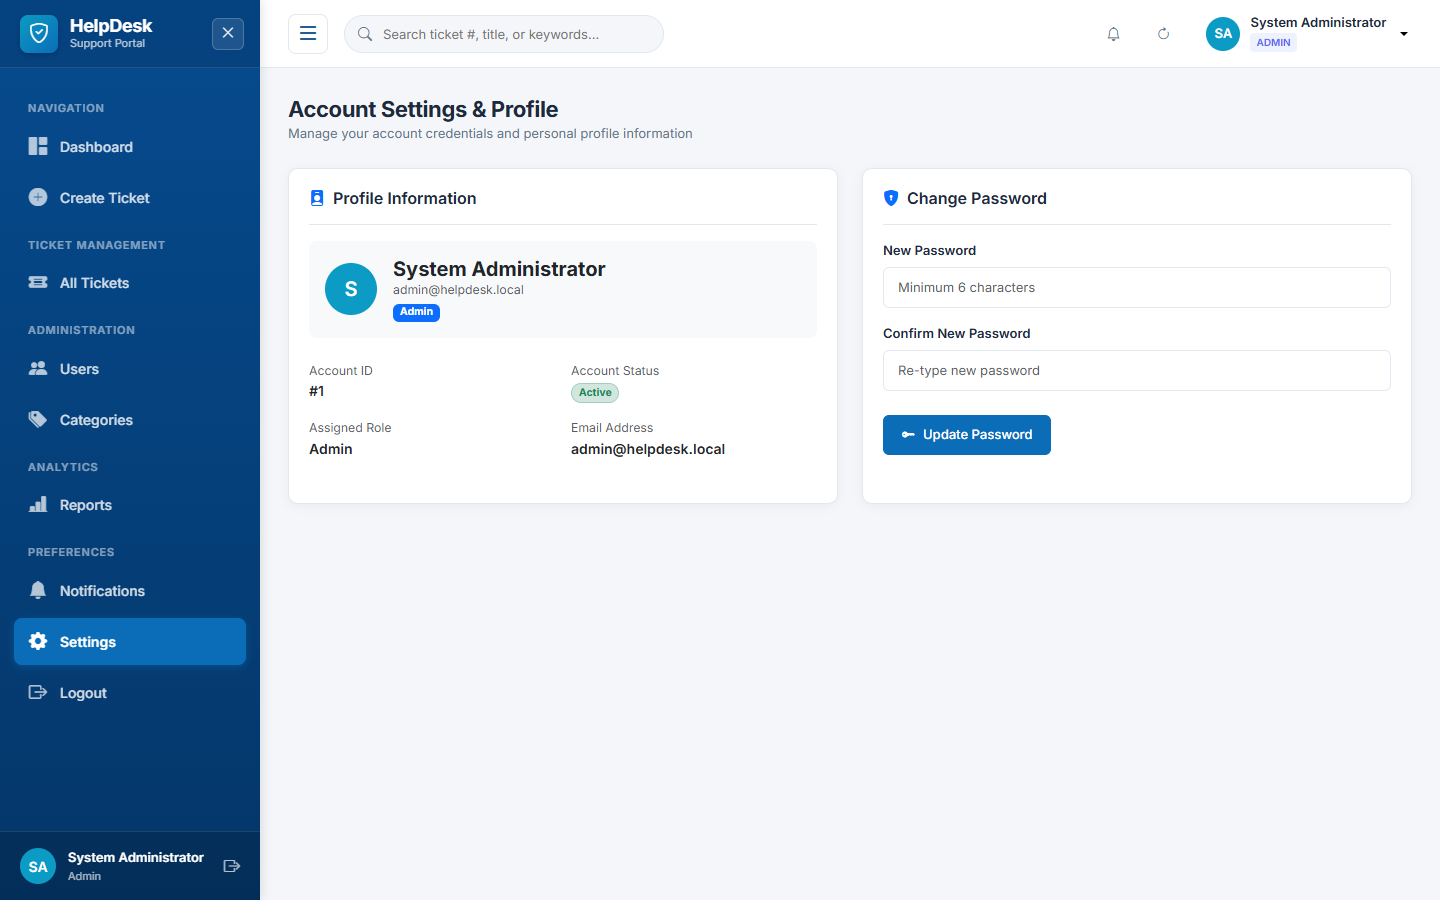 HelpDesk
Support Portal
NAVIGATION
Dashboard
Create Ticket
TICKET MANAGEMENT
All Tickets
ADMINISTRATION
Users
Categories
ANALYTICS
Reports
PREFERENCES
Notifications
Settings
Logout
SA
System Administrator
Admin
Search ticket #, title, or keywords...
SA
System Administrator
ADMIN
Account Settings & Profile
Manage your account credentials and personal profile information
Profile Information
S
System Administrator
admin@helpdesk.local
Admin
Account ID
#1
Account Status
Active
Assigned Role
Admin
Email Address
admin@helpdesk.local
Change Password
New Password
Minimum 6 characters
Confirm New Password
Re-type new password
Update Password